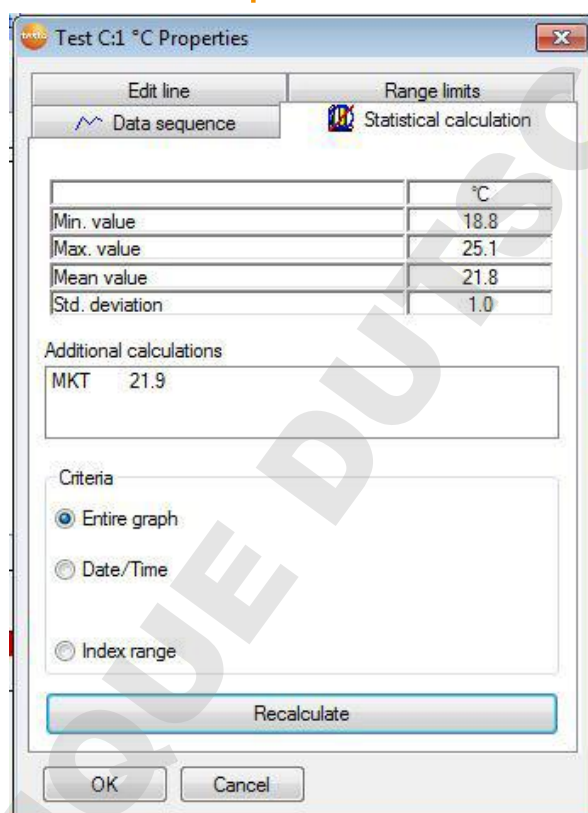 testo Test C:1 °C Properties
Edit line Range limits
Data sequence Statistical calculation
°C
Min. value 18.8
Max. value 25.1
Mean value 21.8
Std. deviation 1.0
Additional calculations
MKT 21.9
Criteria
Entire graph
Date/Time
Index range
Recalculate
OK Cancel